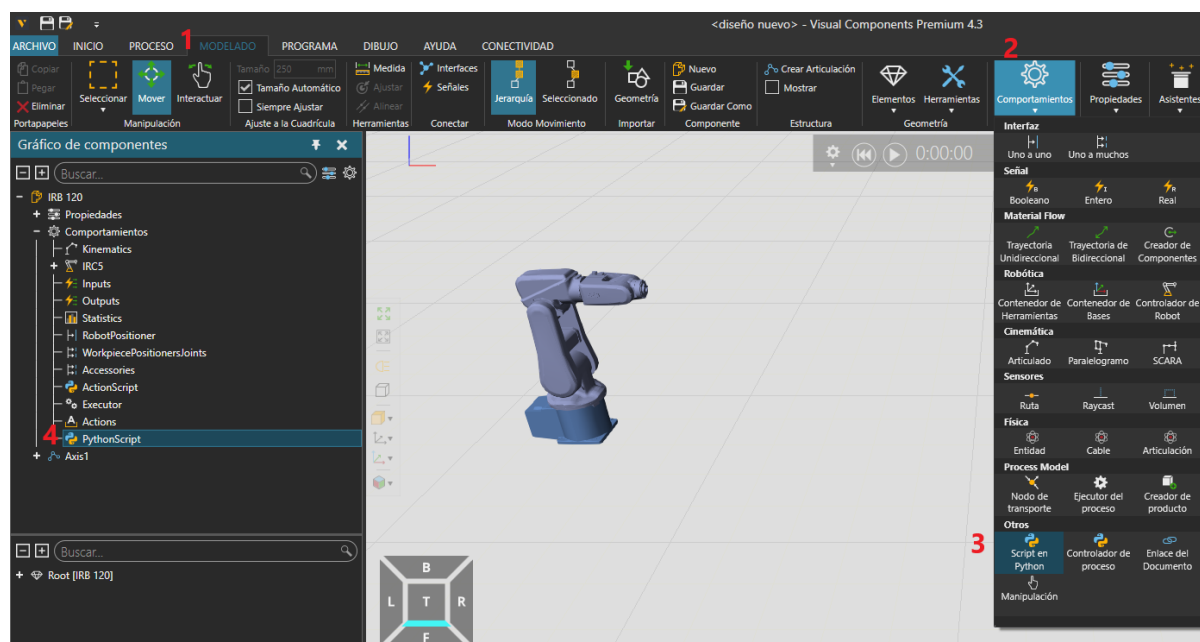 <diseño nuevo> - Visual Components Premium 4.3
1
2
ARCHIVO INICIO PROCESO MODELADO PROGRAMA DIBUJO AYUDA CONECTIVIDAD
Copiar
Pegar
Eliminar
Portapapeles
Seleccionar
Mover
Interactuar
Manipulación
Tamaño 250 mm
Tamaño Automático
Siempre Ajustar
Ajuste a la Cuadrícula
Medida
Ajustar
Alinear
Herramientas
Interfaces
Señales
Conectar
Jerarquía
Seleccionado
Modo Movimiento
Geometría
Importar
Nuevo
Guardar
Guardar Como
Componente
Crear Articulación
Mostrar
Estructura
Elementos
Herramientas
Geometría
Comportamientos
Propiedades
Asistentes
Gráfico de componentes
Buscar...
IRB 120
Propiedades
Comportamientos
Kinematics
IRC5
Inputs
Outputs
Statistics
RobotPositioner
WorkpiecePositionersJoints
Accessories
ActionScript
Executor
Actions
4
PythonScript
Axis1
Buscar...
Root [IRB 120]
0:00:00
B
L T R
F
Interfaz
Uno a uno Uno a muchos
Señal
B I R
Booleano Entero Real
Material Flow
Trayectoria Unidireccional
Trayectoria de Bidireccional
Creador de Componentes
Robótica
Contenedor de Herramientas
Contenedor de Bases
Controlador de Robot
Cinemática
Articulado Paralelogramo SCARA
Sensores
Ruta Raycast Volumen
Física
Entidad Cable Articulación
Process Model
Nodo de transporte
Ejecutor del proceso
Creador de producto
Otros
3
Script en Python
Controlador de proceso
Enlace del Documento
Manipulación